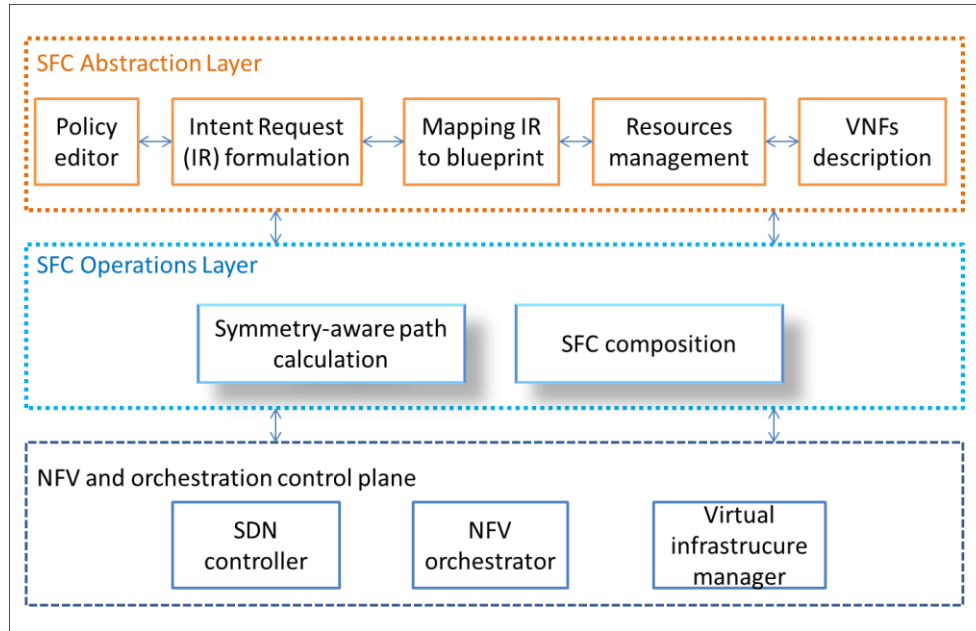 SFC Abstraction Layer
Policy
editor
Intent Request
(IR) formulation
Mapping IR
to blueprint
Resources
management
VNFs
description
SFC Operations Layer
Symmetry-aware path
calculation
SFC composition
NFV and orchestration control plane
SDN
controller
NFV
orchestrator
Virtual
infrastrucure
manager